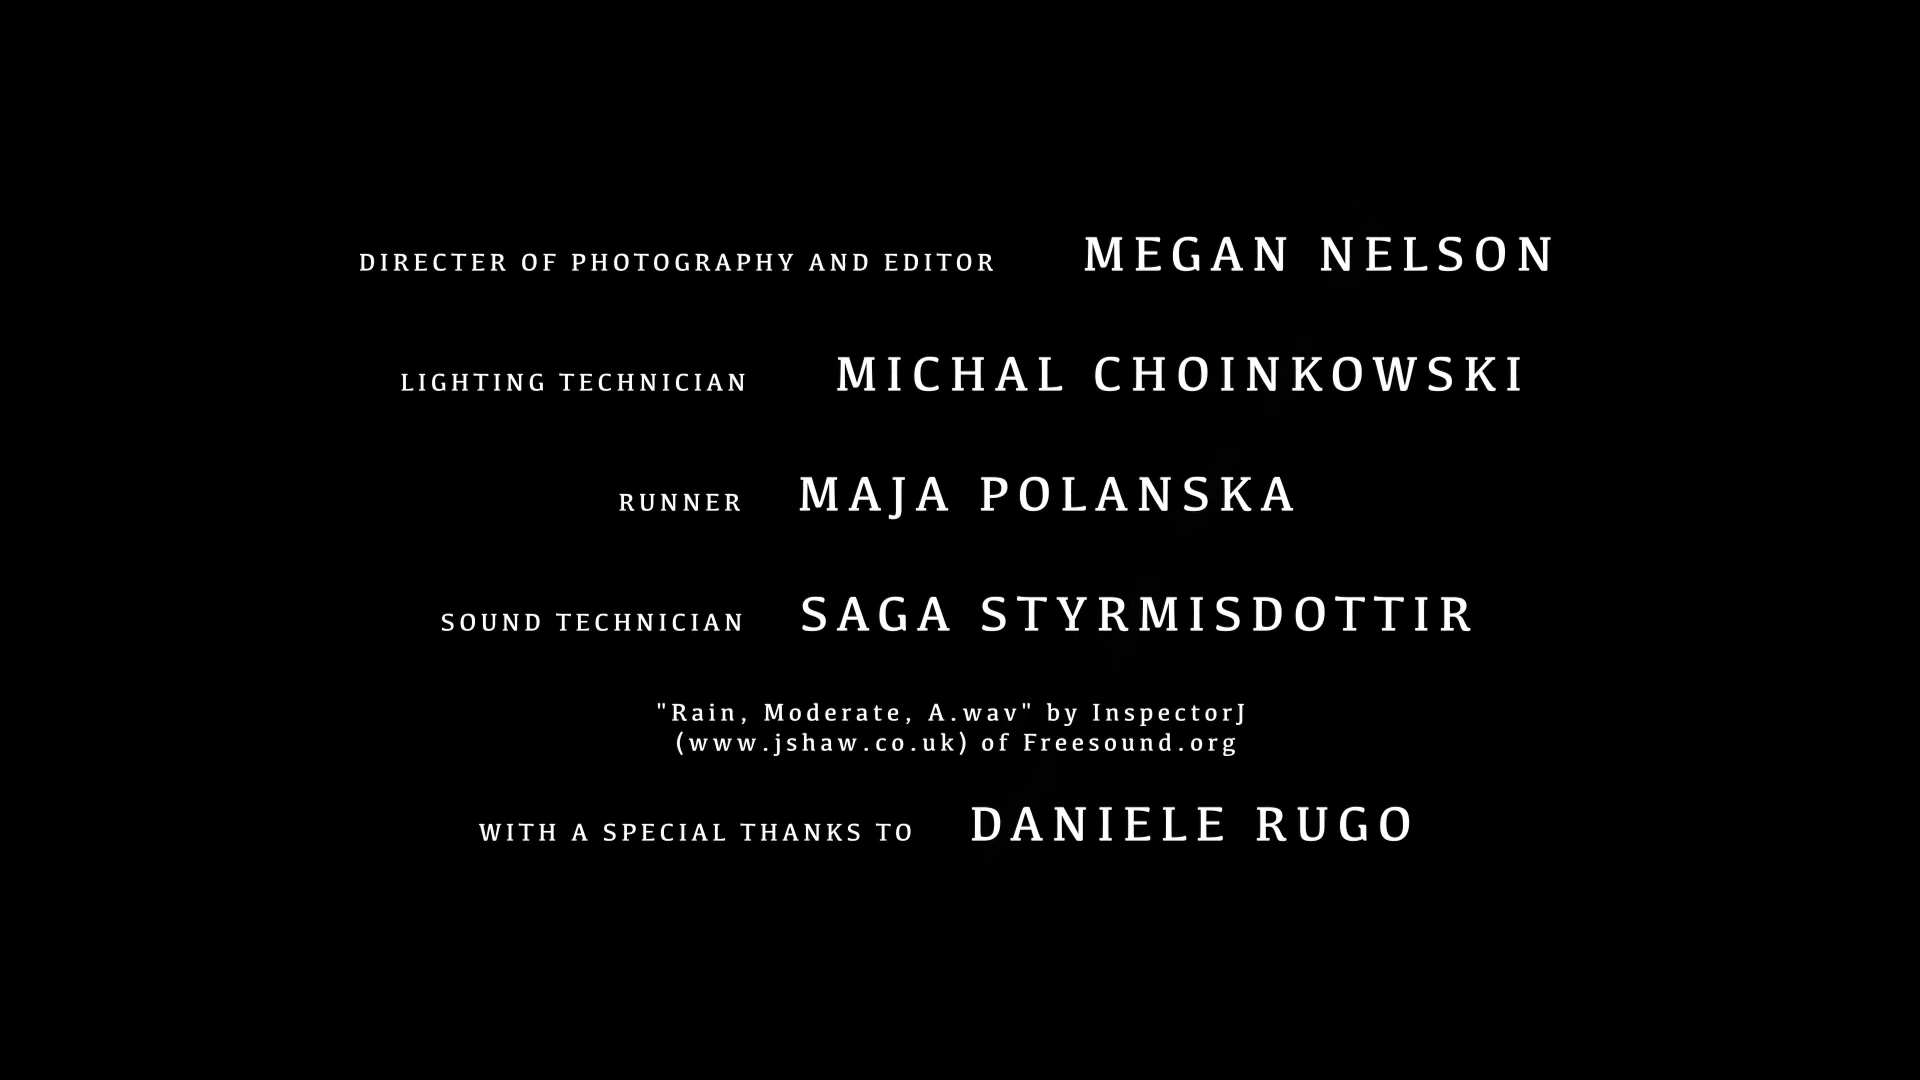 DIRECTER OF PHOTOGRAPHY AND EDITOR MEGAN NELSON
LIGHTING TECHNICIAN MICHAL CHOINKOWSKI
RUNNER MAJA POLANSKA
SOUND TECHNICIAN SAGA STYRMISDOTTIR
"Rain, Moderate, A.wav" by InspectorJ
(www.jshaw.co.uk) of Freesound.org
WITH A SPECIAL THANKS TO DANIELE RUGO